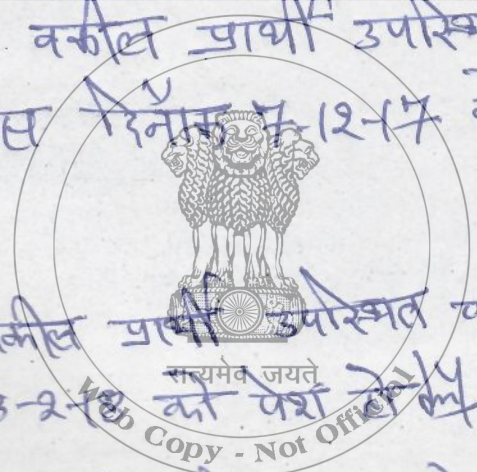 वकील प्रार्थी उपस्थि
स दिनांक 7-12-17
वकील प्रार्थी उपस्थित
सत्यमेव जयते
3-2-18 को पेश हो
Web Copy - Not Official